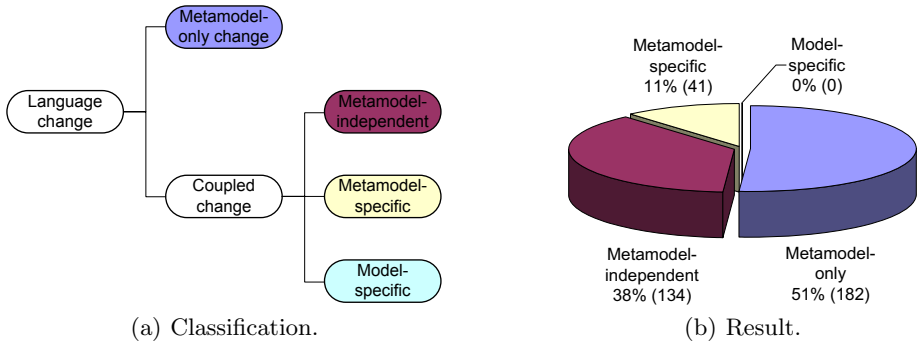 Metamodel-
only change
Language
change
Metamodel-
independent
Coupled
change
Metamodel-
specific
Model-
specific
(a) Classification.
Metamodel-
specific
11% (41)
Model-
specific
0% (0)
Metamodel-
independent
38% (134)
Metamodel-
only
51% (182)
(b) Result.